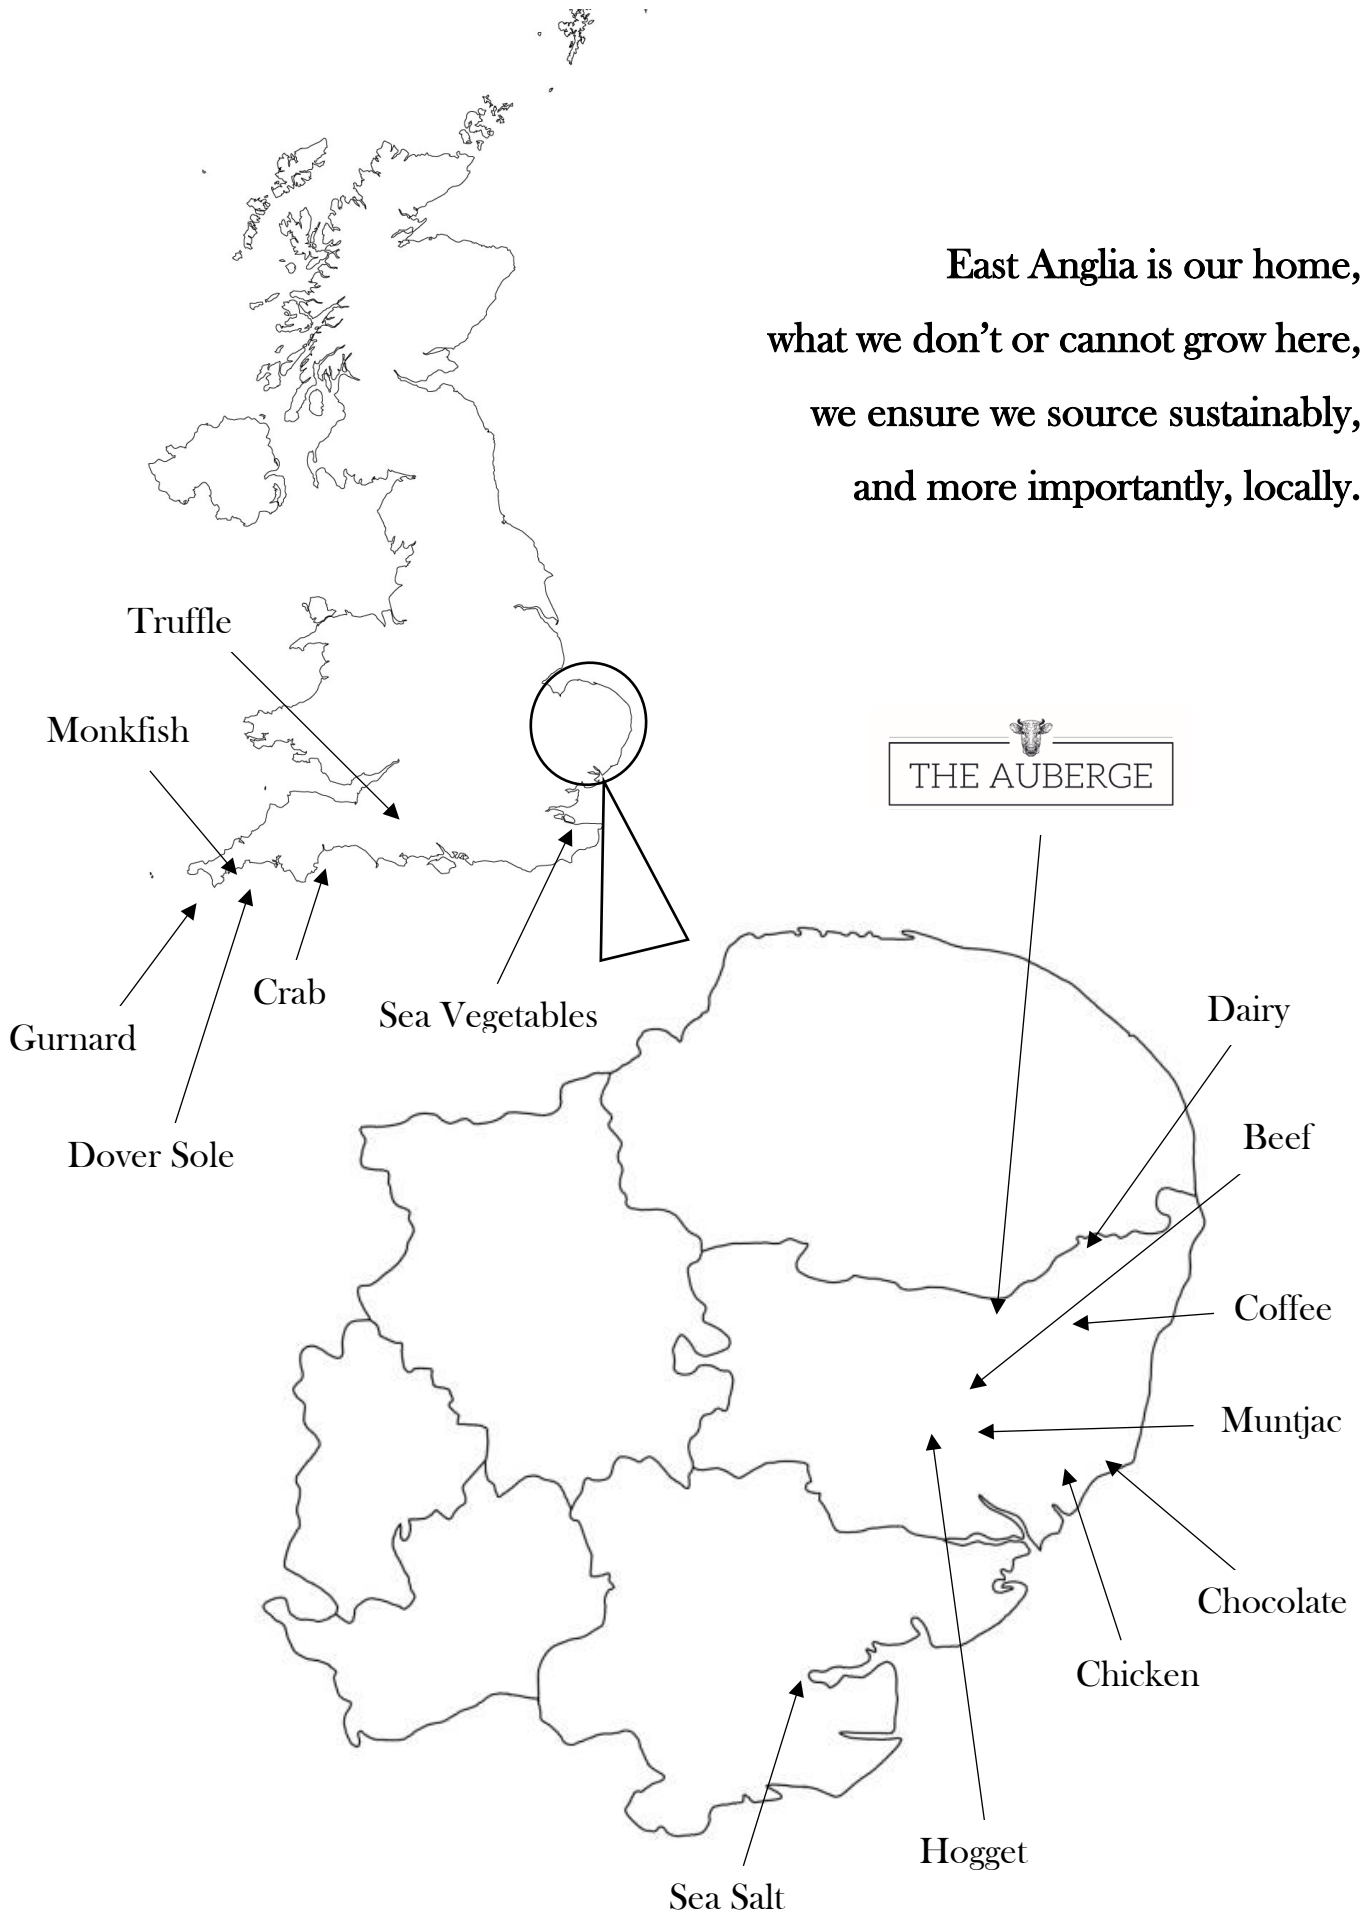 East Anglia is our home,
what we don’t or cannot grow here,
we ensure we source sustainably,
and more importantly, locally.
Truffle
Monkfish
THE AUBERGE
Crab
Sea Vegetables
Gurnard
Dover Sole
Dairy
Beef
Coffee
Muntjac
Chocolate
Chicken
Hogget
Sea Salt